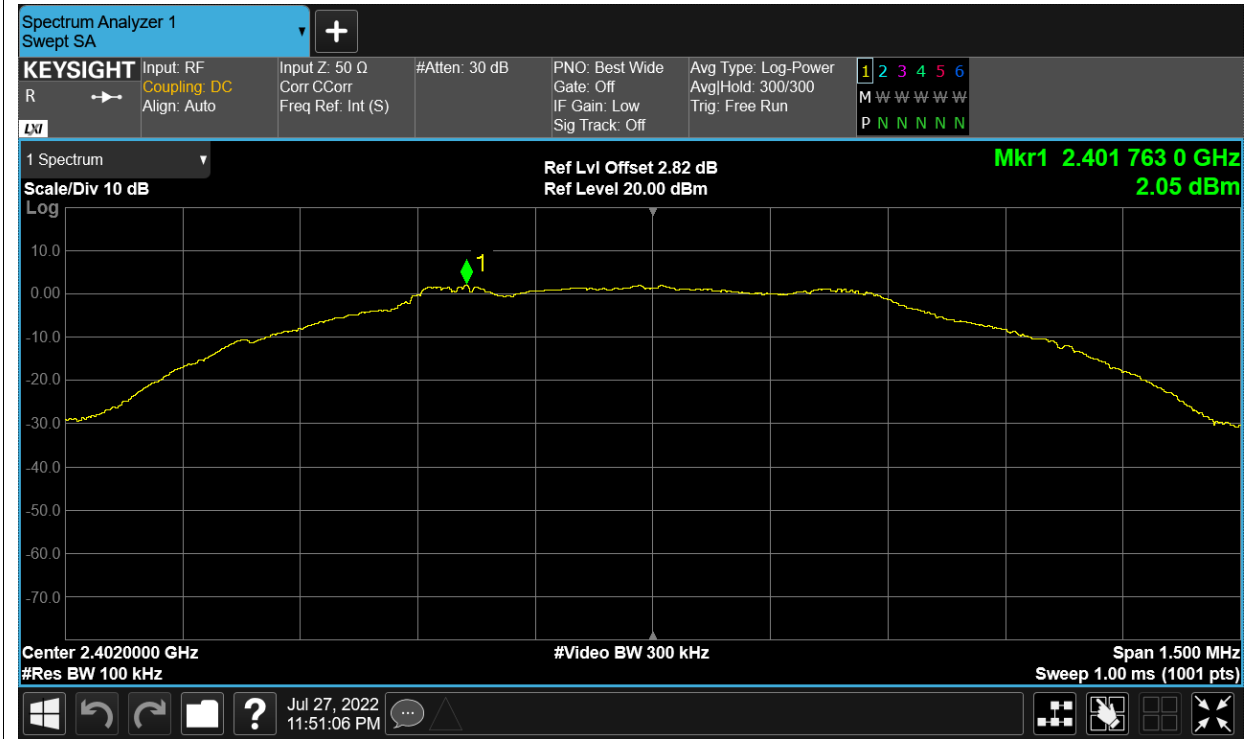 Spectrum Analyzer 1
Swept SA
KEYSIGHT
R
LXI
Input: RF
Coupling: DC
Align: Auto
Input Z: 50 Ω
Corr CCorr
Freq Ref: Int (S)
#Atten: 30 dB
PNO: Best Wide
Gate: Off
IF Gain: Low
Sig Track: Off
Avg Type: Log-Power
Avg|Hold: 300/300
Trig: Free Run
1 2 3 4 5 6
M W W W W W
P N N N N N
1 Spectrum
Scale/Div 10 dB
Log
Ref Lvl Offset 2.82 dB
Ref Level 20.00 dBm
Mkr1 2.401 763 0 GHz
2.05 dBm
1
10.0
0.00
-10.0
-20.0
-30.0
-40.0
-50.0
-60.0
-70.0
Center 2.4020000 GHz
#Video BW 300 kHz
Span 1.500 MHz
#Res BW 100 kHz
Sweep 1.00 ms (1001 pts)
?
Jul 27, 2022
11:51:06 PM